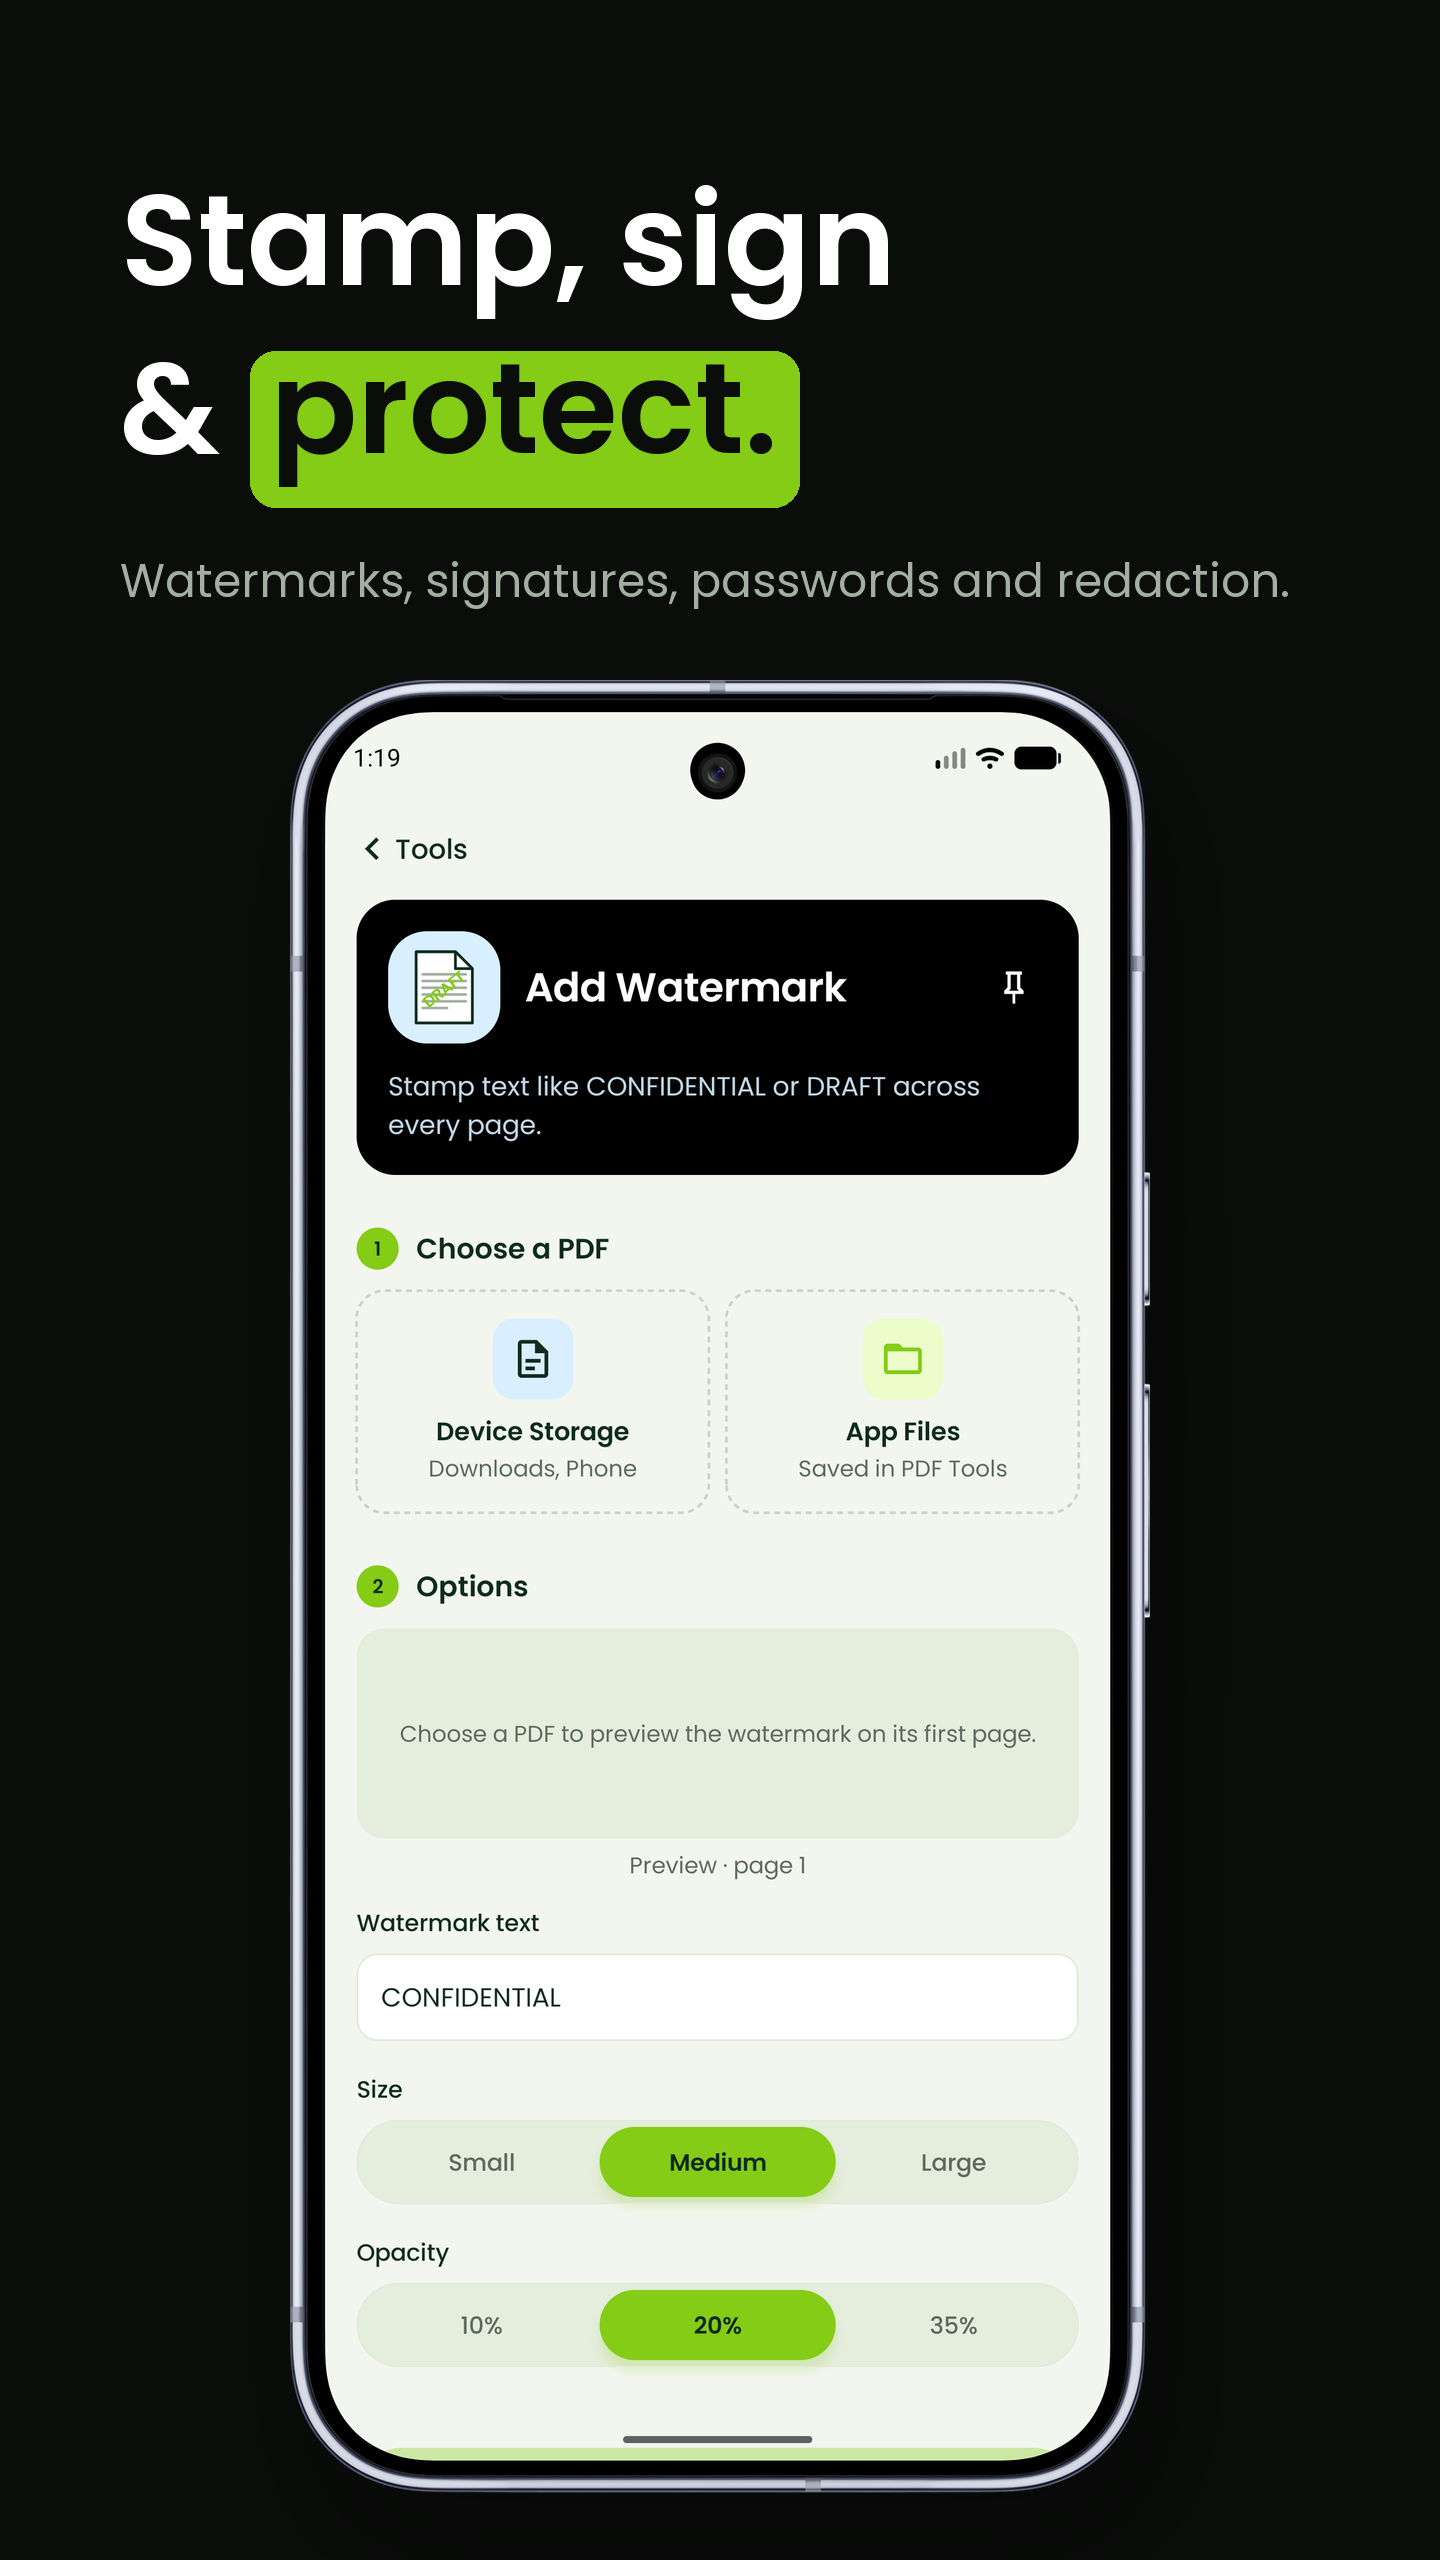 Stamp, sign
& protect.
Watermarks, signatures, passwords and redaction.
1:19
Tools
DRAFT
Add Watermark
Stamp text like CONFIDENTIAL or DRAFT across
every page.
1 Choose a PDF
Device Storage
Downloads, Phone
App Files
Saved in PDF Tools
2 Options
Choose a PDF to preview the watermark on its first page.
Preview · page 1
Watermark text
CONFIDENTIAL
Size
Small Medium Large
Opacity
10% 20% 35%